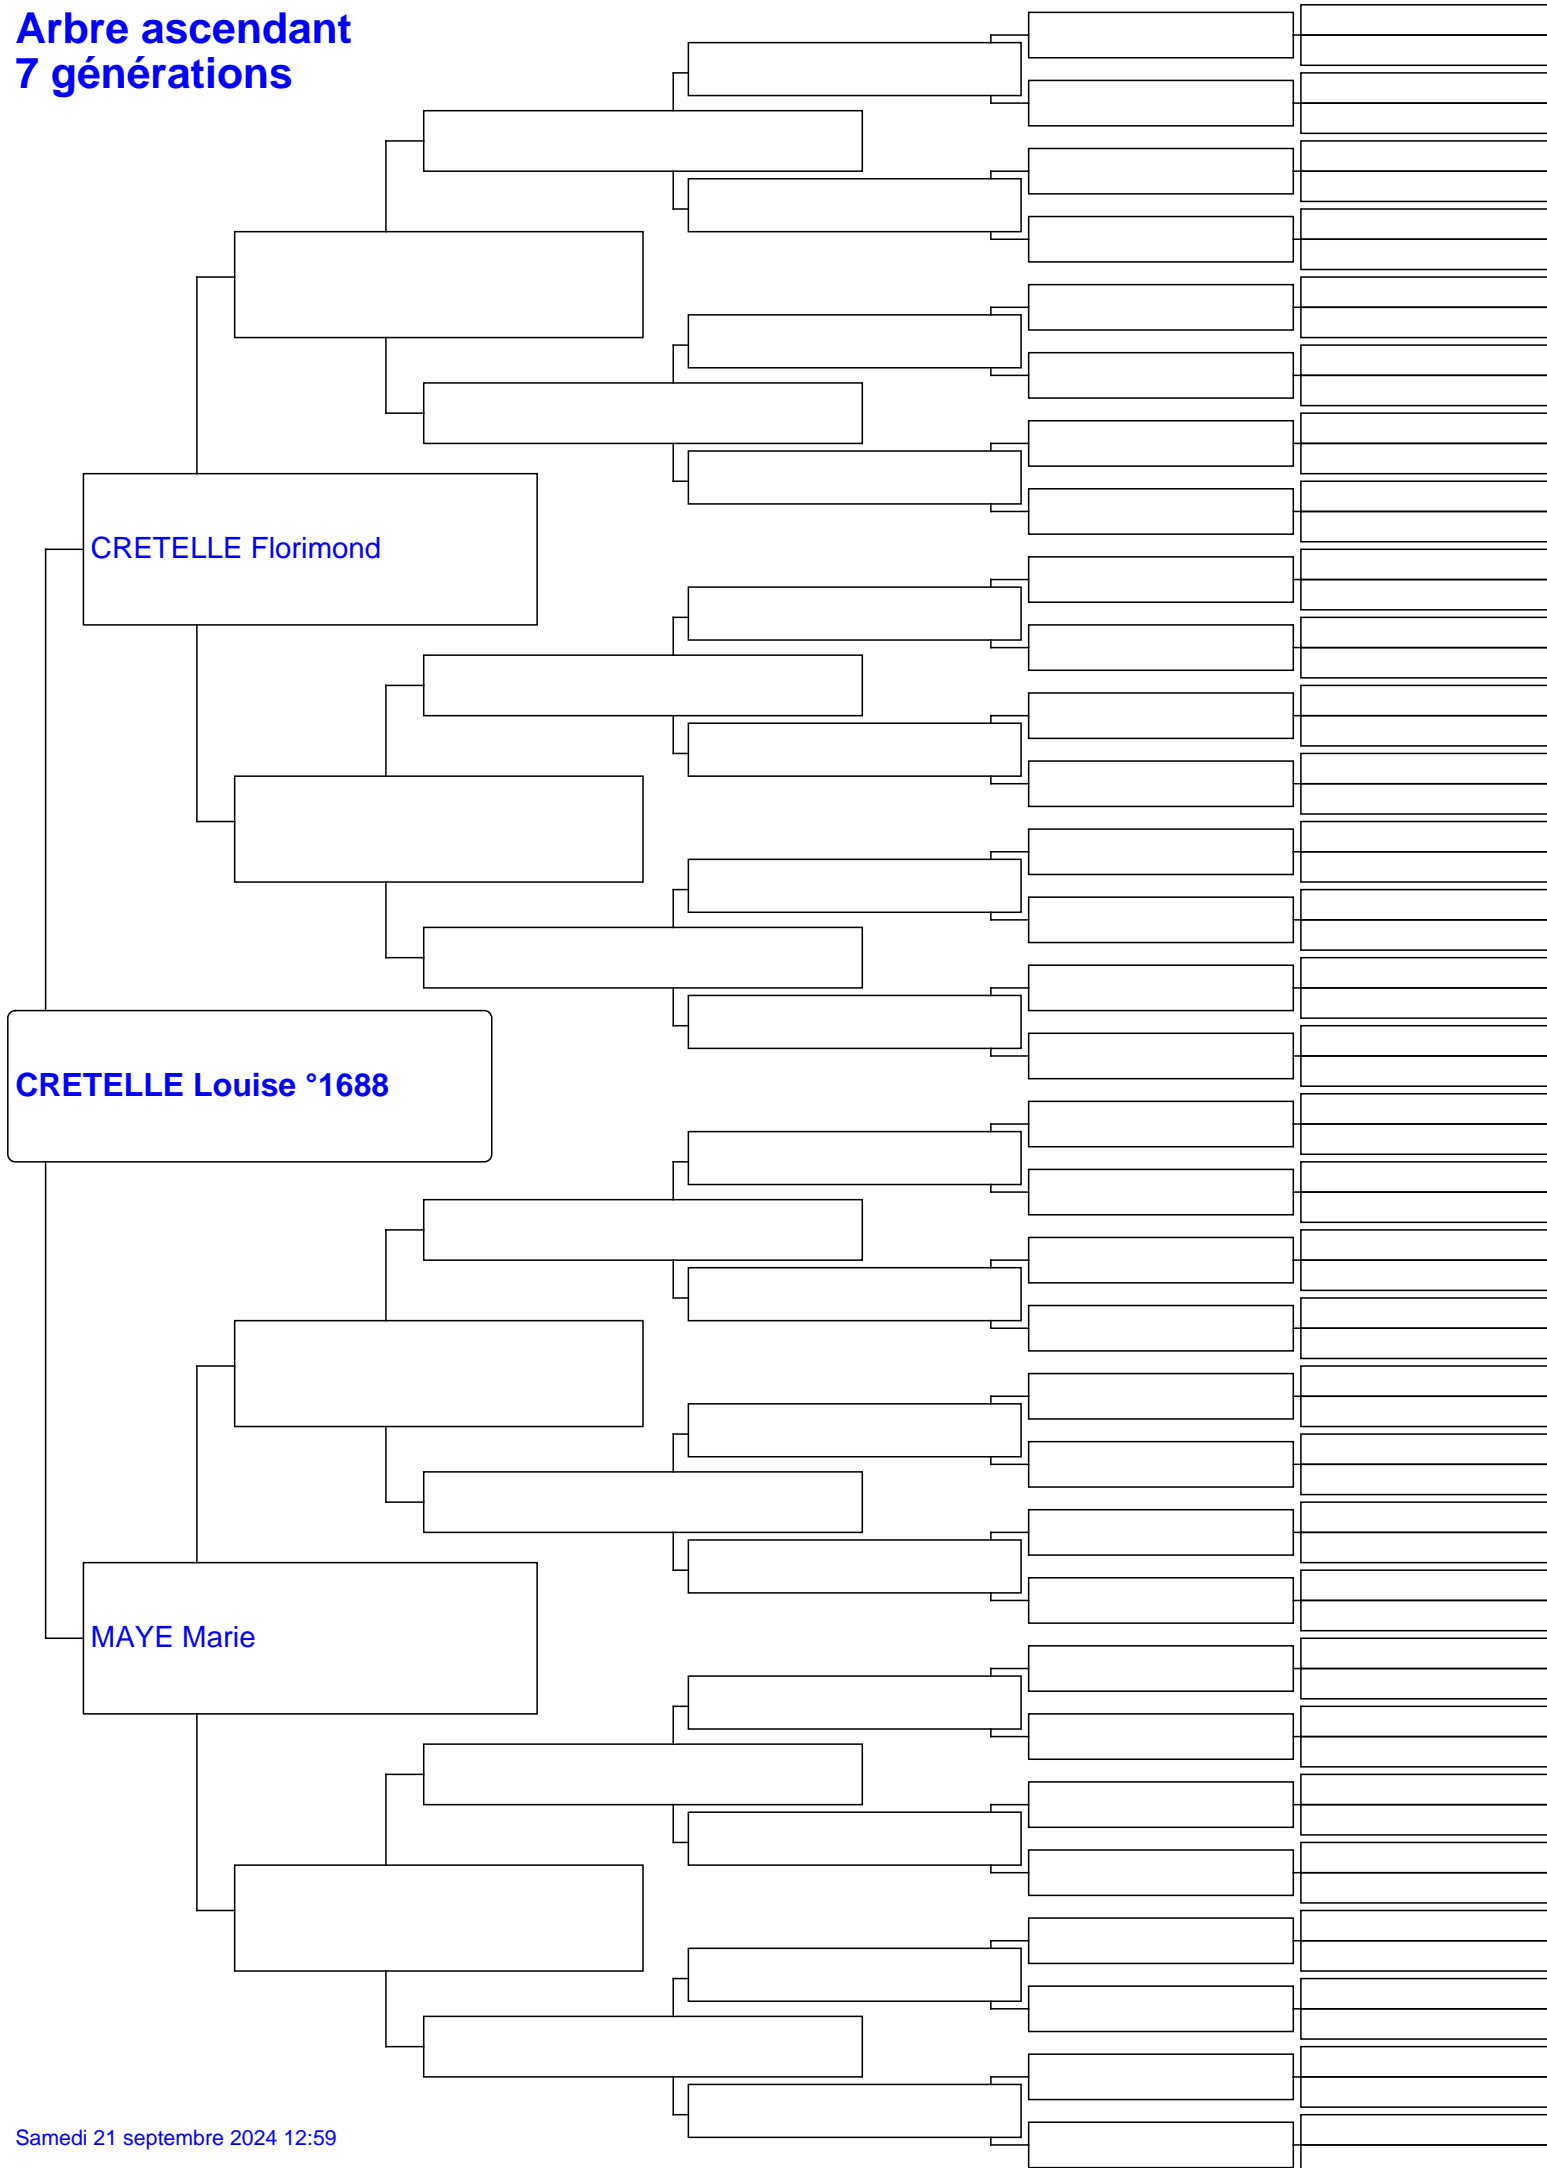 Arbre ascendant
7 générations
CRETELLE Florimond
CRETELLE Louise °1688
MAYE Marie
Samedi 21 septembre 2024 12:59